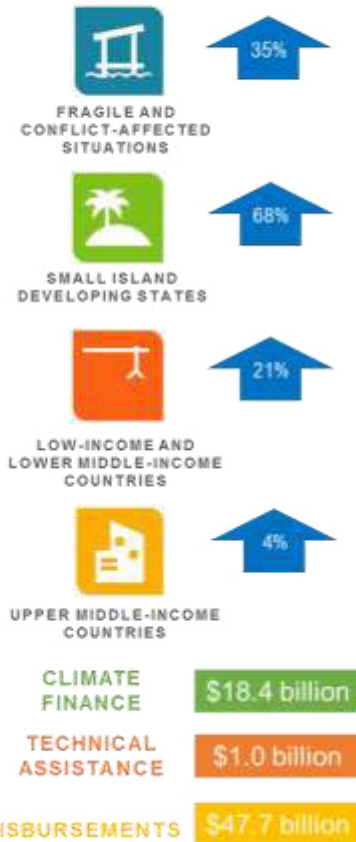 35%
FRAGILE AND
CONFLICT-AFFECTED
SITUATIONS
68%
SMALL ISLAND
DEVELOPING STATES
21%
LOW-INCOME AND
LOWER MIDDLE-INCOME
COUNTRIES
4%
UPPER MIDDLE-INCOME
COUNTRIES
CLIMATE
FINANCE
$18.4 billion
TECHNICAL
ASSISTANCE
$1.0 billion
ISBURSEMENTS
$47.7 billion